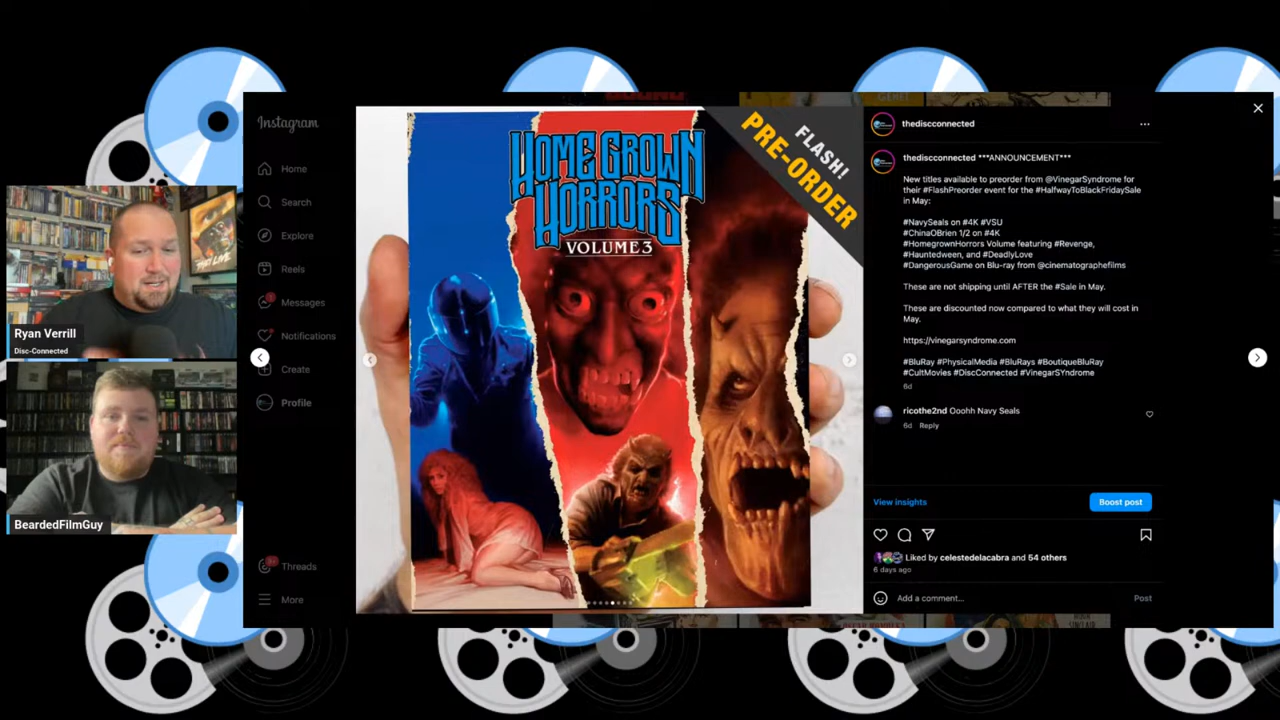 Instagram
Home
Search
Explore
Reels
Messages
Notifications
Create
Profile
Threads
9+
More
THEY LIVE
Ryan Verrill
Disc-Connected
BeardedFilmGuy
FLASH!
PRE-ORDER
HOME GROWN
HORRORS
VOLUME 3
thediscconnected
thediscconnected ***ANNOUNCEMENT***
New titles available to preorder from @VinegarSyndrome for
their #FlashPreorder event for the #HalfwayToBlackFridaySale
in May:
#NavySeals on #4K #VSU
#ChinaOBrien 1/2 on #4K
#HomegrownHorrors Volume featuring #Revenge,
#Hauntedween, and #DeadlyLove
#DangerousGame on Blu-ray from @cinematographefilms
These are not shipping until AFTER the #Sale in May.
These are discounted now compared to what they will cost in
May.
https://vinegarsyndrome.com
#BluRay #PhysicalMedia #BluRays #BoutiqueBluRay
#CultMovies #DiscConnected #VinegarSYndrome
6d
ricothe2nd Ooohh Navy Seals
6d Reply
View insights
Boost post
Liked by celestedelacabra and 54 others
6 days ago
Add a comment...
Post